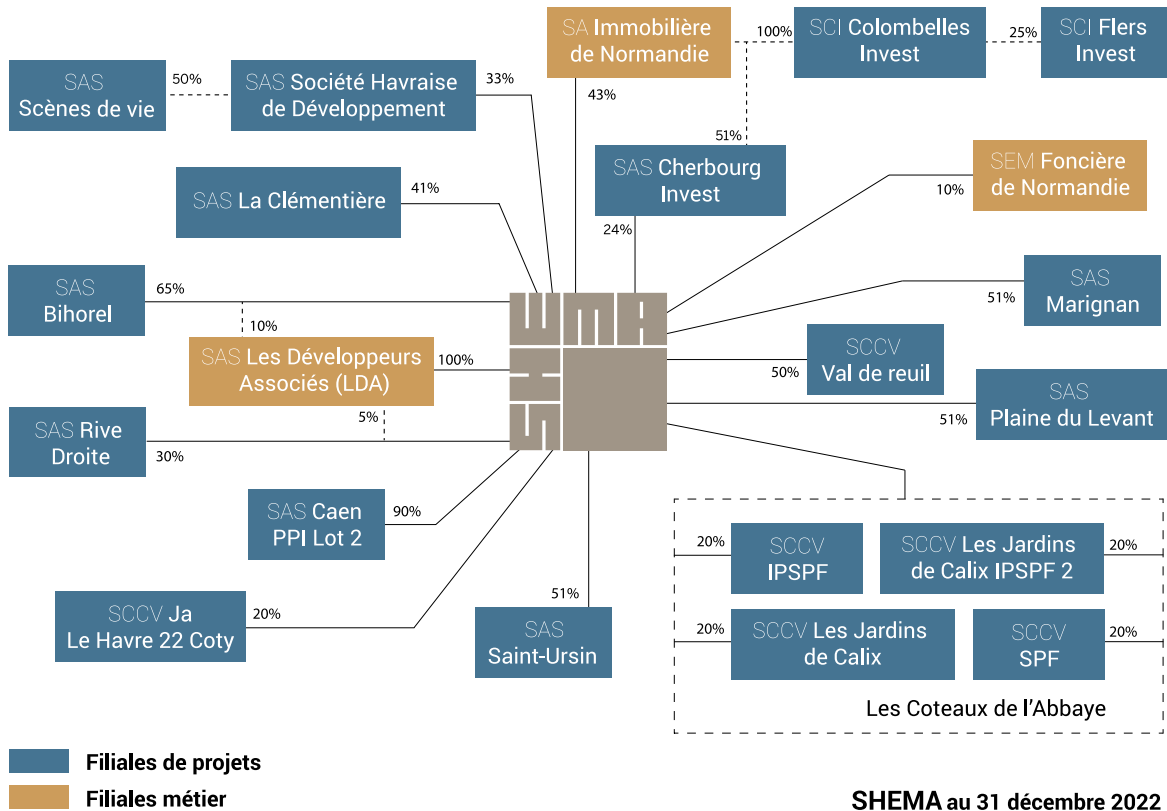 SA Immobilière
de Normandie
100%
SCI Colombelles
Invest
25%
SCI Flers
Invest
SAS
Scènes de vie
50%
SAS Société Havraise
de Développement
33%
43%
51%
SAS Cherbourg
Invest
24%
SEM Foncière
de Normandie
10%
SAS La Clémentière
41%
SAS
Bihorel
65%
10%
SAS Les Développeurs
Associés (LDA)
100%
5%
SAS Rive
Droite
30%
SHEMA
SAS
Marignan
51%
SCCV
Val de reuil
50%
SAS
Plaine du Levant
51%
SAS Caen
PPI Lot 2
90%
SCCV Ja
Le Havre 22 Coty
20%
51%
SAS
Saint-Ursin
20%
SCCV
IPSPF
SCCV Les Jardins
de Calix IPSPF 2
20%
20%
SCCV Les Jardins
de Calix
SCCV
SPF
20%
Les Coteaux de l'Abbaye
Filiales de projets
Filiales métier
SHEMA au 31 décembre 2022